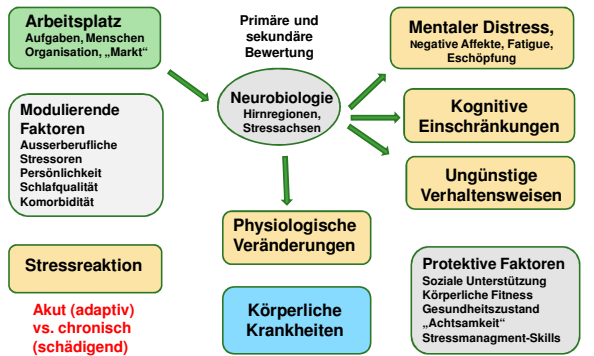 Arbeitsplatz
Aufgaben, Menschen
Organisation, „Markt“
Primäre und
sekundäre
Bewertung
Mentaler Distress,
Negative Affekte, Fatigue,
Eschöpfung
Neurobiologie
Hirnregionen,
Stressachsen
Modulierende
Faktoren
Ausserberufliche
Stressoren
Persönlichkeit
Schlafqualität
Komorbidität
Kognitive
Einschränkungen
Ungünstige
Verhaltensweisen
Physiologische
Veränderungen
Stressreaktion
Akut (adaptiv)
vs. chronisch
(schädigend)
Körperliche
Krankheiten
Protektive Faktoren
Soziale Unterstützung
Körperliche Fitness
Gesundheitszustand
„Achtsamkeit“
Stressmanagment-Skills